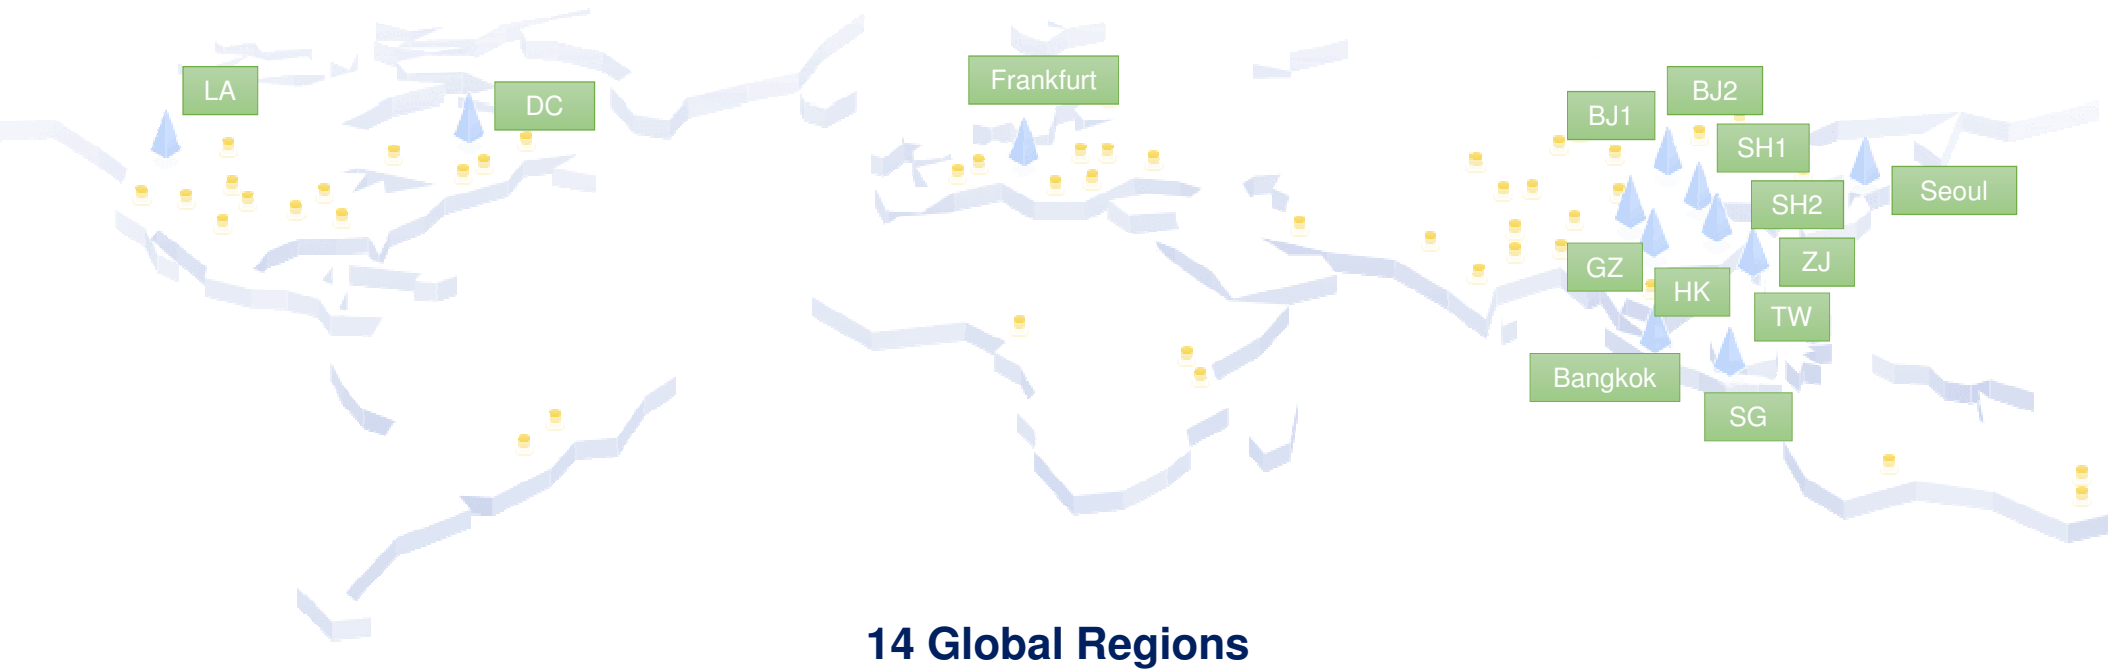 LA
DC
Frankfurt
BJ1
BJ2
SH1
Seoul
SH2
GZ
ZJ
HK
TW
Bangkok
SG
14 Global Regions